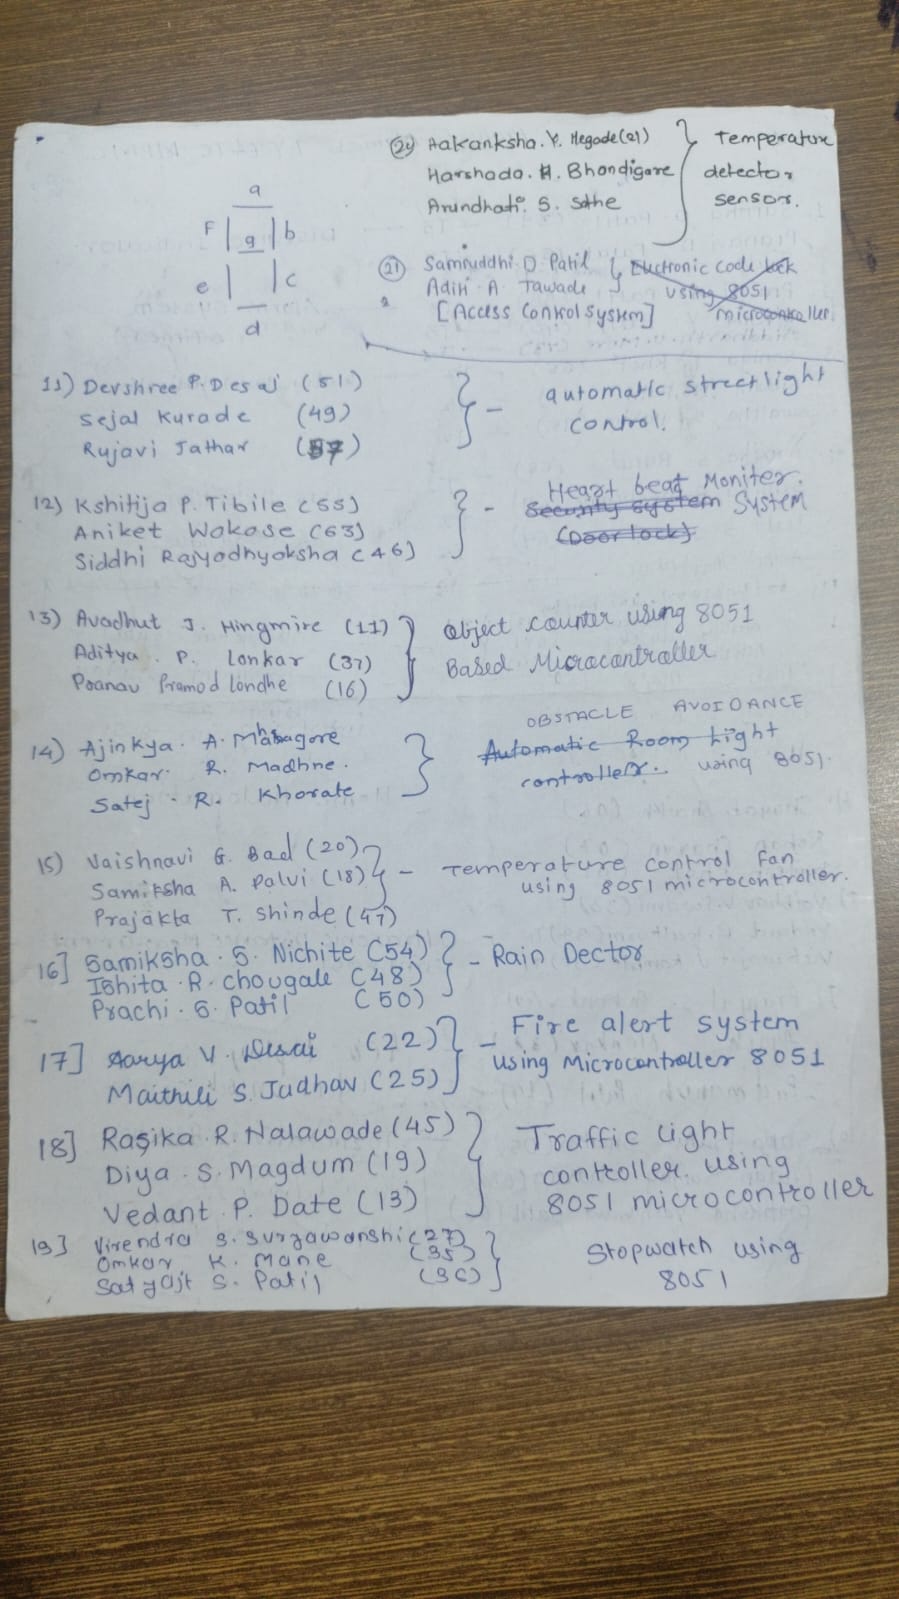 20 Aakanksha. Y. Hegade (21) Temperature
Harshada. H. Bhandigare detector
Arundhati. S. Sathe sensor.
a
F g b
e c
d
21 Samruddhi D Patil Electronic code lock
Aditi A Tawade using 8051
[Access Control System] microcontroller.
11) Devshree P. Desai (51) automatic streetlight
Sejal Kurade (49) - control.
Rujavi Jathar (57)
12) Kshitija P. Tibile (55) Heart beat Moniter
Aniket Wakase (63) - Security system System
Siddhi Rajyadhyaksha (46) (Door lock)
13) Avadhut J. Hingmire (11) Object counter using 8051
Aditya. P. Lonkar (37) Based Microcantroller
Pranav Pramod Londhe (16)
OBSTACLE AVOIDANCE
14) Ajinkya. A. Automatic Room Light
Omkar. R. Madhne. controller. using 8051.
Satej. R. Khorate
15) Vaishnavi G. Bad (20)
Samiksha A. Palvi (18) - Temperature control Fan
Prajakta T. Shinde (47) using 8051 microcontroller.
16] Samiksha. S. Nichite (54) - Rain Dector
Ishita. R. chougale (48)
Prachi. S. Patil (50)
17] Aarya V. Desai (22) - Fire alert system
Maithili S. Jadhav (25) using Microcontroller 8051
18] Rasika. R. Nalawade (45) Traffic Light
Diya. S. Magdum (19) controller using
Vedant. P. Date (13) 8051 microcontroller
19] Virendra S. Suryawanshi (27)
Omkar K. Mane (35) Stopwatch using
Satyajt S. Patil (36) 8051